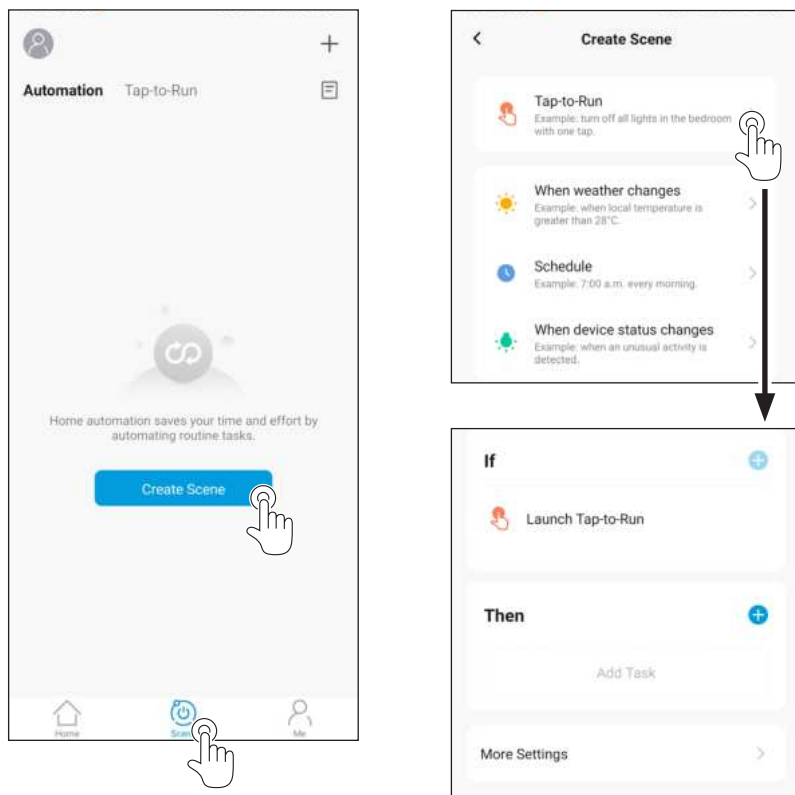 Automation Tap-to-Run
Home automation saves your time and effort by
automating routine tasks.
Create Scene
Home
Me
Create Scene
Tap-to-Run
Example: turn off all lights in the bedroom
with one tap.
When weather changes
Example: when local temperature is
greater than 28°C.
Schedule
Example: 7:00 a.m. every morning.
When device status changes
Example: when an unusual activity is
detected.
If
Launch Tap-to-Run
Then
Add Task
More Settings